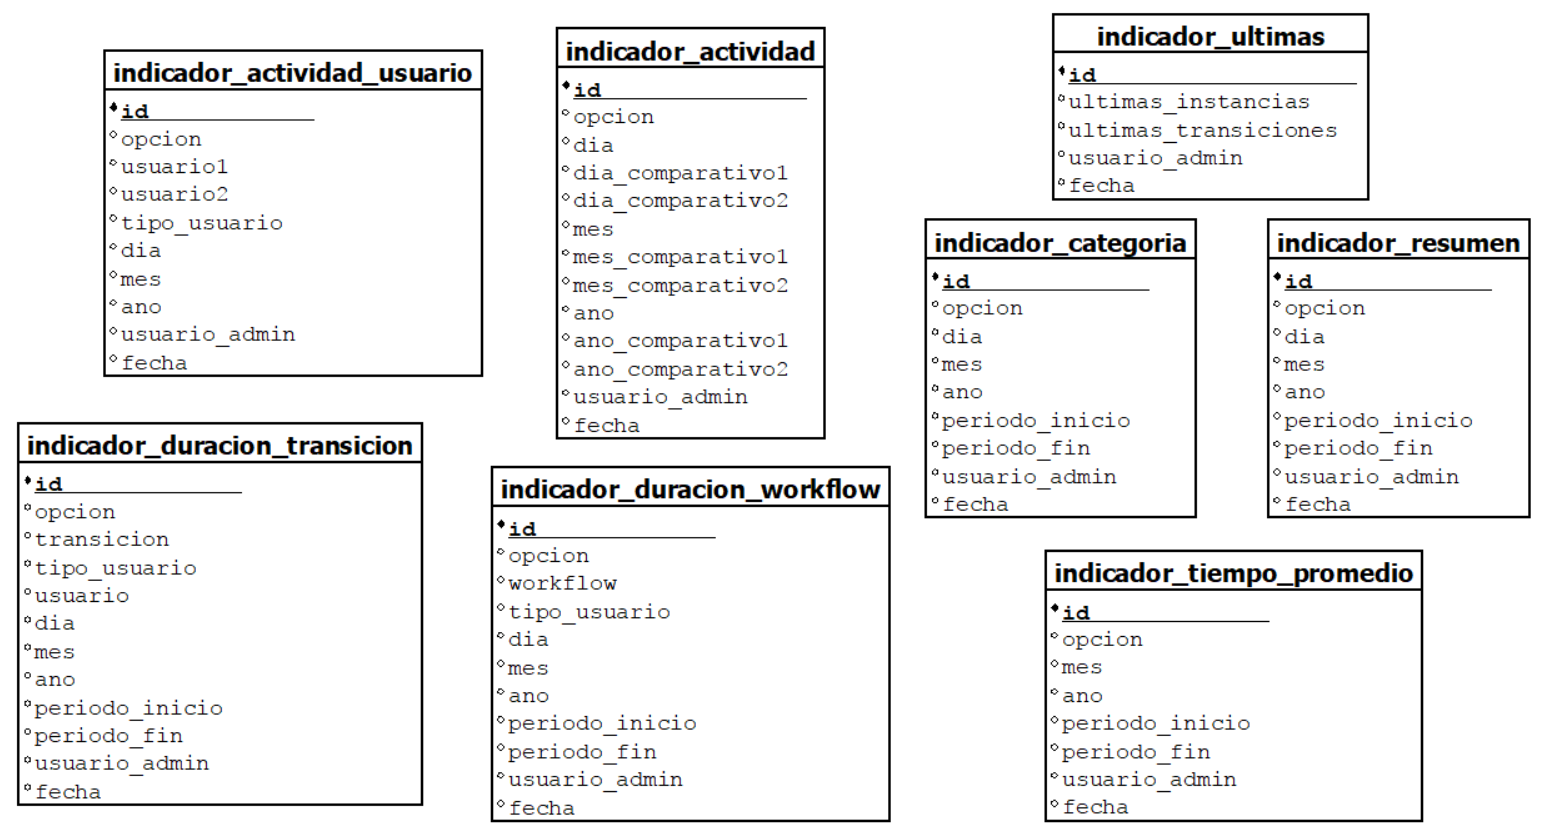 indicador_actividad_usuario
id
opcion
usuario1
usuario2
tipo_usuario
dia
mes
ano
usuario_admin
fecha
indicador_actividad
id
opcion
dia
dia_comparativo1
dia_comparativo2
mes
mes_comparativo1
mes_comparativo2
ano
ano_comparativo1
ano_comparativo2
usuario_admin
fecha
indicador_ultimas
id
ultimas_instancias
ultimas_transiciones
usuario_admin
fecha
indicador_categoria
id
opcion
dia
mes
ano
periodo_inicio
periodo_fin
usuario_admin
fecha
indicador_resumen
id
opcion
dia
mes
ano
periodo_inicio
periodo_fin
usuario_admin
fecha
indicador_duracion_transicion
id
opcion
transicion
tipo_usuario
usuario
dia
mes
ano
periodo_inicio
periodo_fin
usuario_admin
fecha
indicador_duracion_workflow
id
opcion
workflow
tipo_usuario
dia
mes
ano
periodo_inicio
periodo_fin
usuario_admin
fecha
indicador_tiempo_promedio
id
opcion
mes
ano
periodo_inicio
periodo_fin
usuario_admin
fecha